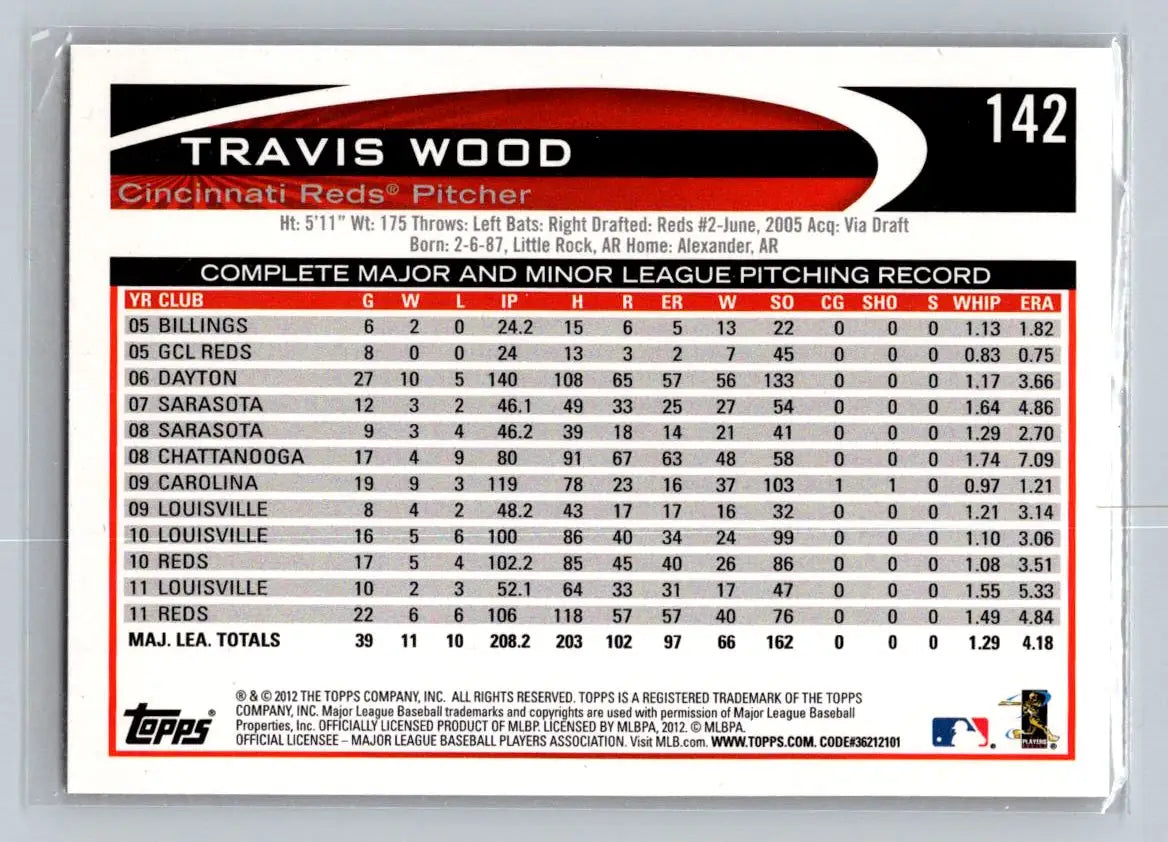 142
TRAVIS WOOD
Cincinnati Reds® Pitcher
Ht: 5'11" Wt: 175 Throws: Left Bats: Right Drafted: Reds #2-June, 2005 Acq: Via Draft
Born: 2-6-87, Little Rock, AR Home: Alexander, AR
COMPLETE MAJOR AND MINOR LEAGUE PITCHING RECORD
YR CLUB G W L IP H R ER W SO CG SHO S WHIP ERA
05 BILLINGS 6 2 0 24.2 15 6 5 13 22 0 0 0 1.13 1.82
05 GCL REDS 8 0 0 24 13 3 2 7 45 0 0 0 0.83 0.75
06 DAYTON 27 10 5 140 108 65 57 56 133 0 0 0 1.17 3.66
07 SARASOTA 12 3 2 46.1 49 33 25 27 54 0 0 0 1.64 4.86
08 SARASOTA 9 3 4 46.2 39 18 14 21 41 0 0 0 1.29 2.70
08 CHATTANOOGA 17 4 9 80 91 67 63 48 58 0 0 0 1.74 7.09
09 CAROLINA 19 9 3 119 78 23 16 37 103 1 1 0 0.97 1.21
09 LOUISVILLE 8 4 2 48.2 43 17 17 16 32 0 0 0 1.21 3.14
10 LOUISVILLE 16 5 6 100 86 40 34 24 99 0 0 0 1.10 3.06
10 REDS 17 5 4 102.2 85 45 40 26 86 0 0 0 1.08 3.51
11 LOUISVILLE 10 2 3 52.1 64 33 31 17 47 0 0 0 1.55 5.33
11 REDS 22 6 6 106 118 57 57 40 76 0 0 0 1.49 4.84
MAJ. LEA. TOTALS 39 11 10 208.2 203 102 97 66 162 0 0 0 1.29 4.18
topps®
® & © 2012 THE TOPPS COMPANY, INC. ALL RIGHTS RESERVED. TOPPS IS A REGISTERED TRADEMARK OF THE TOPPS
COMPANY, INC. Major League Baseball trademarks and copyrights are used with permission of Major League Baseball
Properties, Inc. OFFICIALLY LICENSED PRODUCT OF MLBP. LICENSED BY MLBPA, 2012. © MLBPA.
OFFICIAL LICENSEE – MAJOR LEAGUE BASEBALL PLAYERS ASSOCIATION. Visit MLB.com. WWW.TOPPS.COM. CODE#36212101
PLAYERS